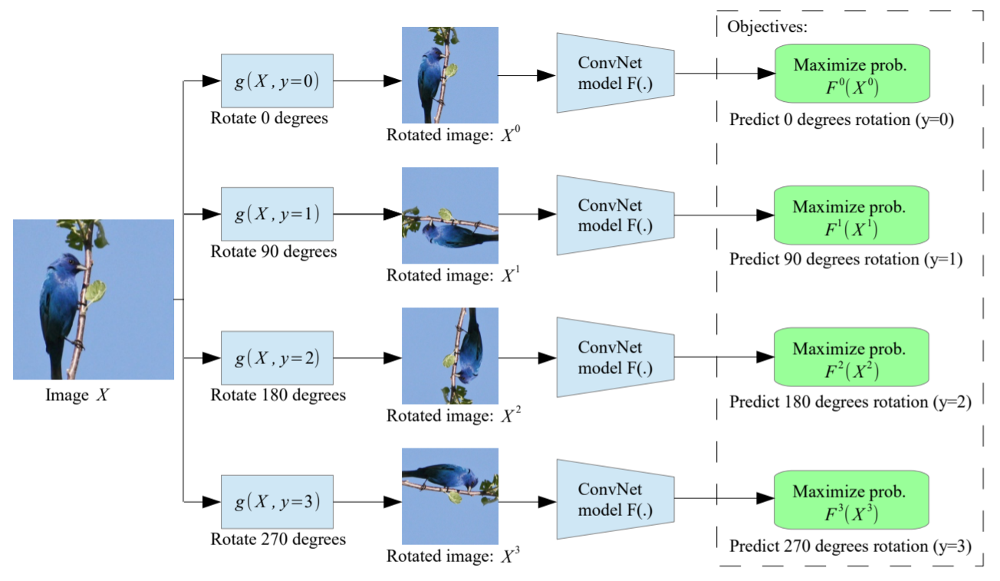 Objectives:
g(X, y=0)
Rotate 0 degrees
Rotated image: X⁰
ConvNet
model F(.)
Maximize prob.
F⁰(X⁰)
Predict 0 degrees rotation (y=0)
g(X, y=1)
Rotate 90 degrees
Rotated image: X¹
ConvNet
model F(.)
Maximize prob.
F¹(X¹)
Predict 90 degrees rotation (y=1)
Image X
g(X, y=2)
Rotate 180 degrees
Rotated image: X²
ConvNet
model F(.)
Maximize prob.
F²(X²)
Predict 180 degrees rotation (y=2)
g(X, y=3)
Rotate 270 degrees
Rotated image: X³
ConvNet
model F(.)
Maximize prob.
F³(X³)
Predict 270 degrees rotation (y=3)